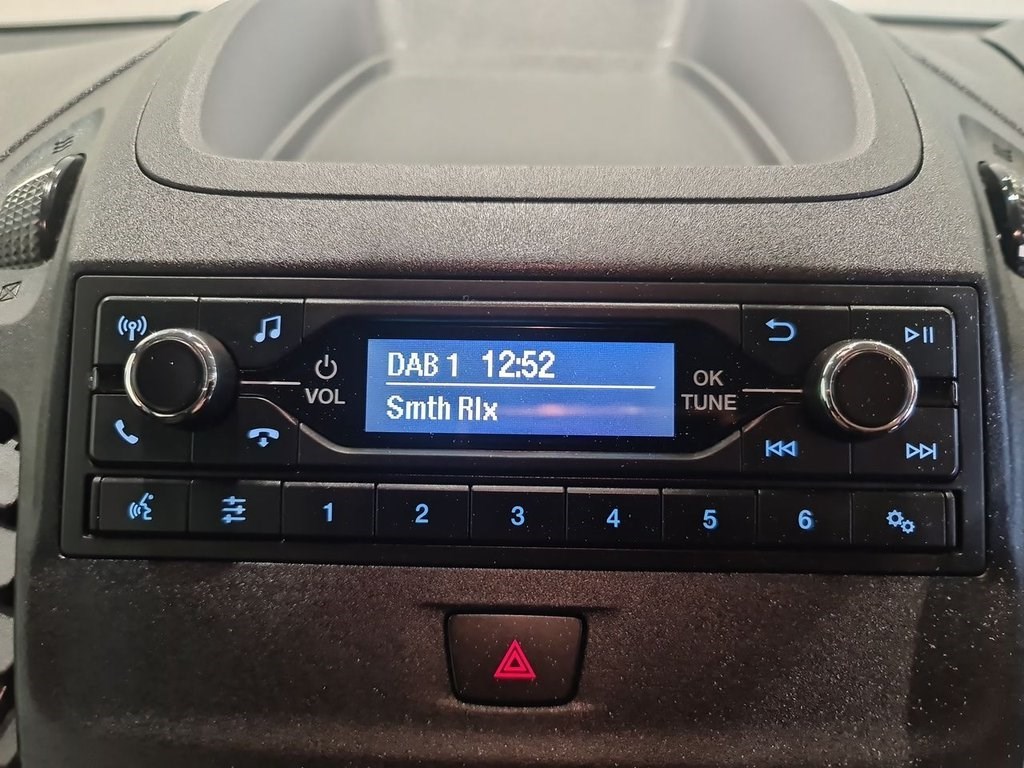 DAB 1 12:52
Smth Rlx
VOL
OK
TUNE
1 2 3 4 5 6